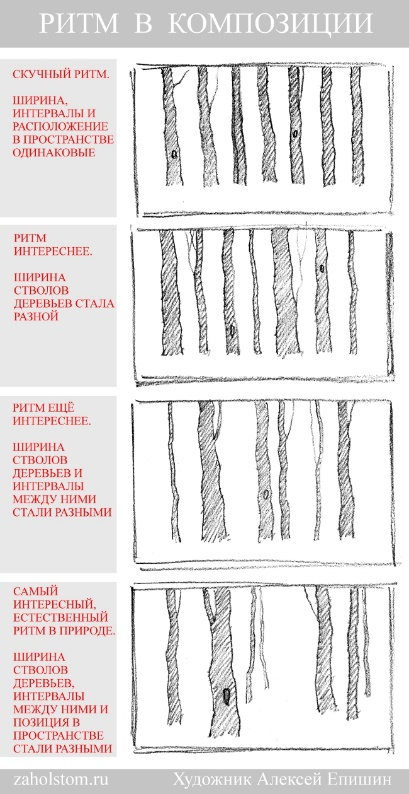 РИТМ В КОМПОЗИЦИИ
СКУЧНЫЙ РИТМ.
ШИРИНА,
ИНТЕРВАЛЫ И
РАСПОЛОЖЕНИЕ
В ПРОСТРАНСТВЕ
ОДИНАКОВЫЕ
РИТМ
ИНТЕРЕСНЕЕ.
ШИРИНА
СТВОЛОВ
ДЕРЕВЬЕВ СТАЛА
РАЗНОЙ
РИТМ ЕЩЁ
ИНТЕРЕСНЕЕ.
ШИРИНА
СТВОЛОВ
ДЕРЕВЬЕВ И
ИНТЕРВАЛЫ
МЕЖДУ НИМИ
СТАЛИ РАЗНЫМИ
САМЫЙ
ИНТЕРЕСНЫЙ,
ЕСТЕСТВЕННЫЙ
РИТМ В ПРИРОДЕ.
ШИРИНА
СТВОЛОВ
ДЕРЕВЬЕВ,
ИНТЕРВАЛЫ
МЕЖДУ НИМИ И
ПОЗИЦИЯ В
ПРОСТРАНСТВЕ
СТАЛИ РАЗНЫМИ
zaholstom.ru
Художник Алексей Епишин